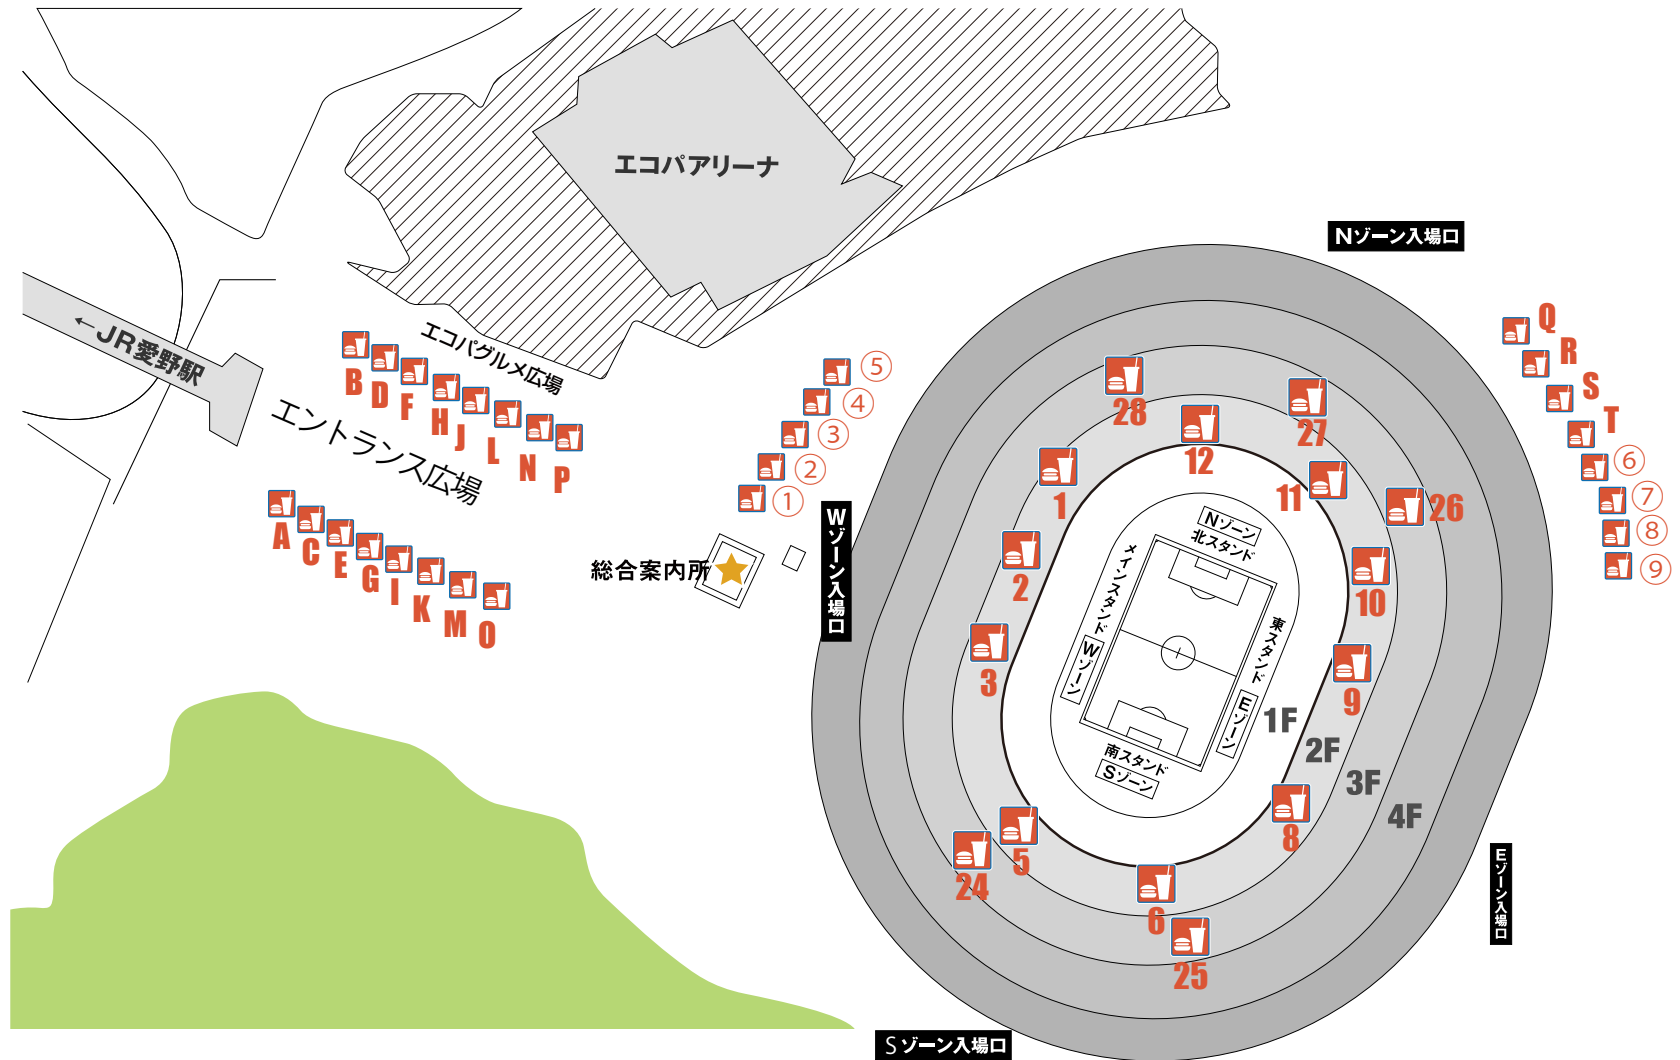 エコパアリーナ
Nゾーン入場口
←JR愛野駅
エコパグルメ広場
エントランス広場
B
D
F
H
J
L
N
P
A
C
E
G
I
K
M
O
⑤
④
③
②
①
総合案内所
Wゾーン入場口
Q
R
S
T
⑥
⑦
⑧
⑨
28
27
12
1
11
26
2
10
3
9
5
8
24
6
25
Nゾーン
北スタンド
メインスタンド
Wゾーン
東スタンド
Eゾーン
南スタンド
Sゾーン
1F
2F
3F
4F
Eゾーン入場口
Sゾーン入場口